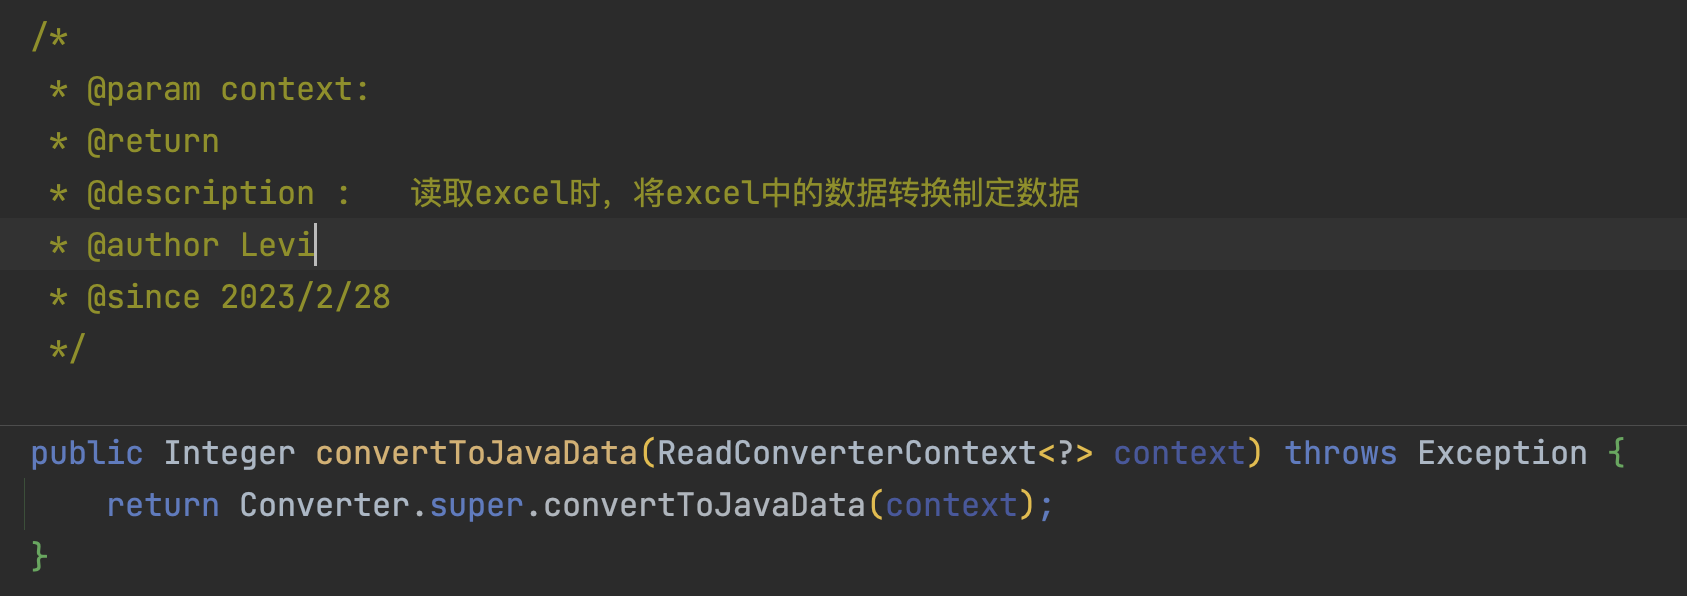 /*
* @param context:
* @return
* @description :   读取excel时，将excel中的数据转换制定数据
* @author Levi
* @since 2023/2/28
*/
public Integer convertToJavaData(ReadConverterContext<?> context) throws Exception {
return Converter.super.convertToJavaData(context);
}